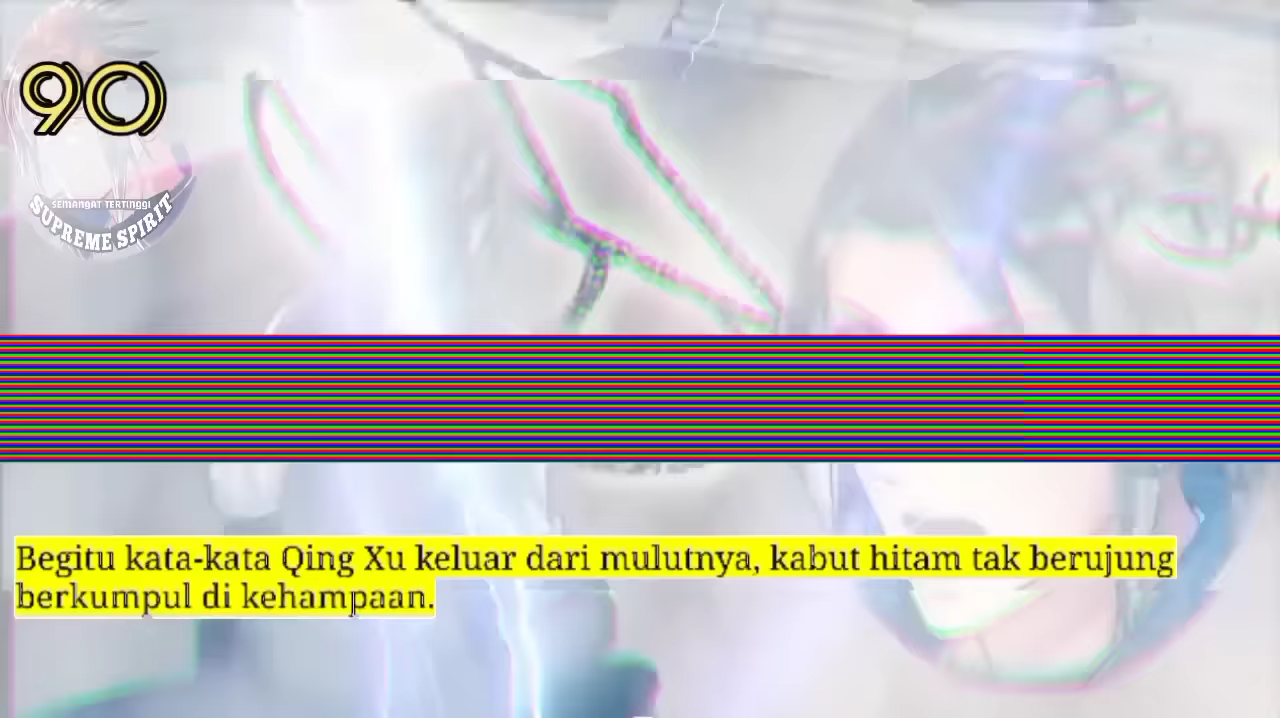 90
SEMANGAT TERTINGGI
SUPREME SPIRIT
Begitu kata-kata Qing Xu keluar dari mulutnya, kabut hitam tak berujung
berkumpul di kehampaan.